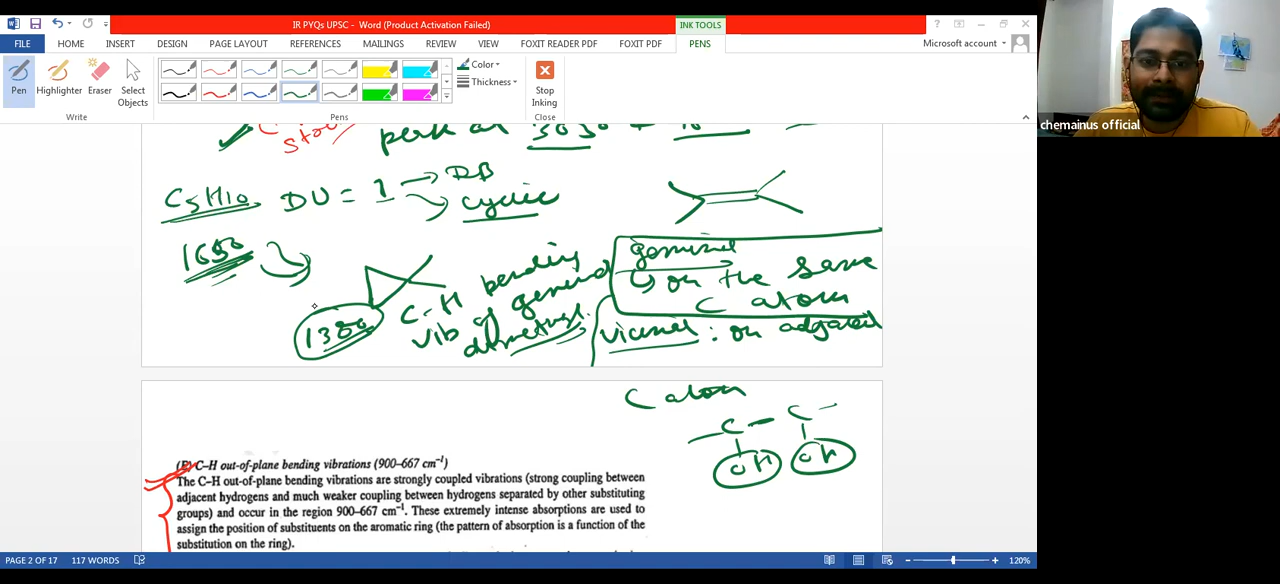 IR PYQs UPSC - Word (Product Activation Failed)
INK TOOLS
FILE HOME INSERT DESIGN PAGE LAYOUT REFERENCES MAILINGS REVIEW VIEW FOXIT READER PDF FOXIT PDF PENS
Microsoft account
Pen Highlighter Eraser Select Objects
Color
Thickness
Stop Inking
Write Pens Close
chemainus official
peak at 3030
C5H10 DU = 1 → DB
cyclic
1650
1380
C-H bending
vib of geminal
dimethyl.
geminal
on the same
C atom
vicinal : on adjacent
C atom
C - C
OH OH
(E) C–H out-of-plane bending vibrations (900–667 cm⁻¹)
The C–H out-of-plane bending vibrations are strongly coupled vibrations (strong coupling between
adjacent hydrogens and much weaker coupling between hydrogens separated by other substituting
groups) and occur in the region 900–667 cm⁻¹. These extremely intense absorptions are used to
assign the position of substituents on the aromatic ring (the pattern of absorption is a function of the
substitution on the ring).
PAGE 2 OF 17 117 WORDS
120%